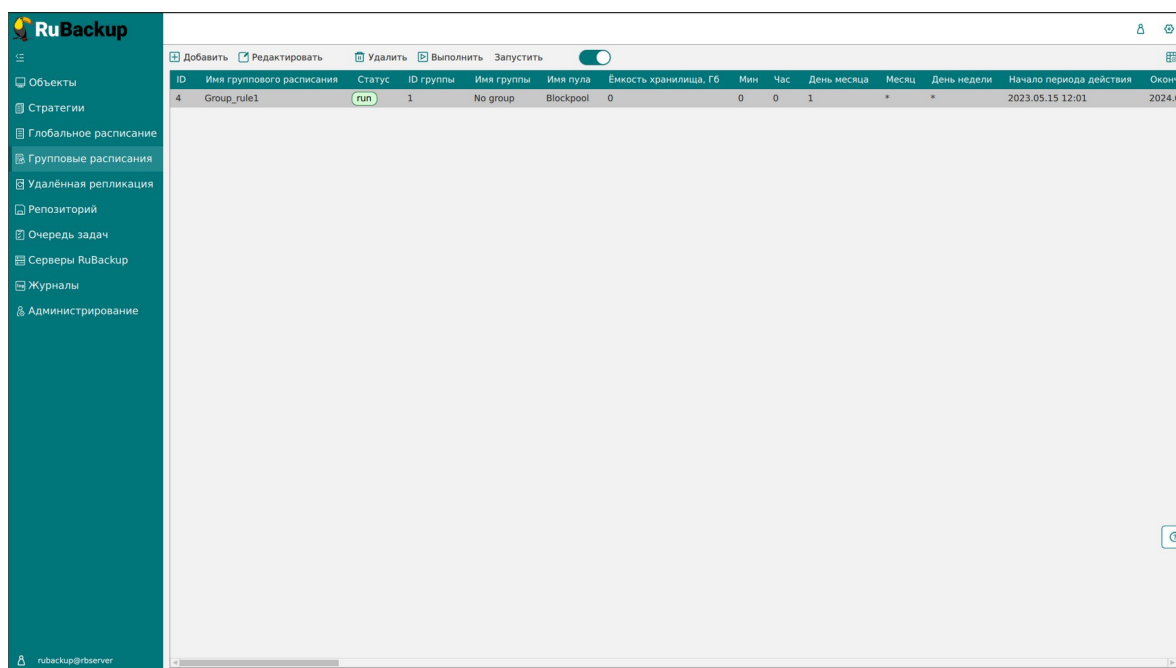 RuBackup
Объекты
Стратегии
Глобальное расписание
Групповые расписания
Удалённая репликация
Репозиторий
Очередь задач
Серверы RuBackup
Журналы
Администрирование
rubackup@rbserver
Добавить Редактировать Удалить Выполнить Запустить
ID Имя группового расписания Статус ID группы Имя группы Имя пула Ёмкость хранилища, Гб Мин Час День месяца Месяц День недели Начало периода действия Оконч
4 Group_rule1 run 1 No group Blockpool 0 0 0 1 * * 2023.05.15 12:01 2024.